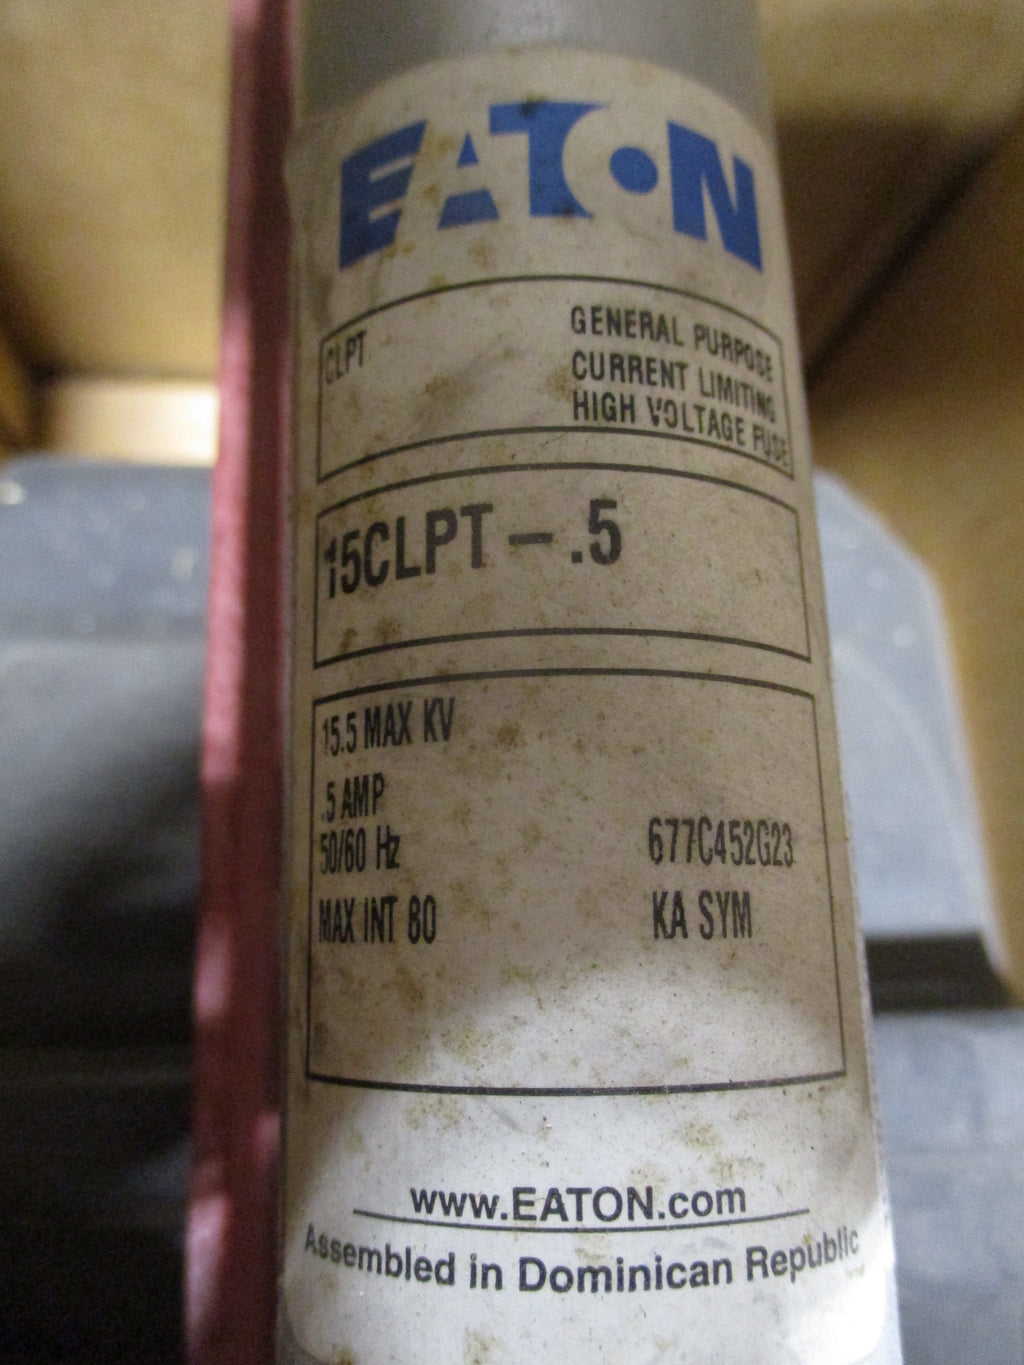 EATON
CLPT
GENERAL PURPOSE
CURRENT LIMITING
HIGH VOLTAGE FUSE
15CLPT - .5
15.5 MAX KV
.5 AMP
50/60 Hz 677C452G23
MAX INT 80 KA SYM
www.EATON.com
Assembled in Dominican Republic